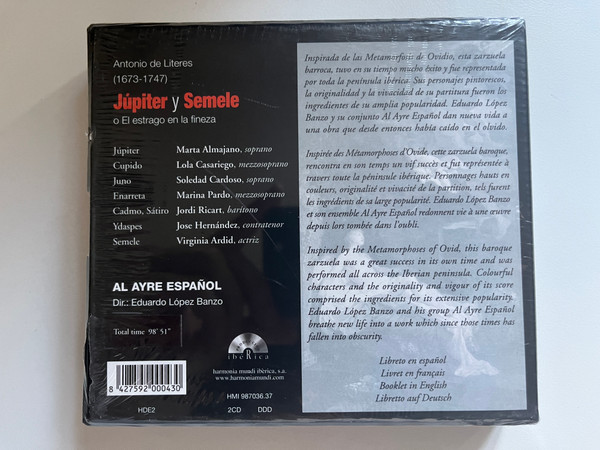 Antonio de Literes
(1673-1747)
Júpiter y Semele
o El estrago en la fineza
Júpiter Marta Almajano, soprano
Cupido Lola Casariego, mezzosoprano
Juno Soledad Cardoso, soprano
Enarreta Marina Pardo, mezzosoprano
Cadmo, Sátiro Jordi Ricart, barítono
Ydaspes Jose Hernández, contratenor
Semele Virginia Ardid, actriz
AL AYRE ESPAÑOL
Dir.: Eduardo López Banzo
Total time 98' 51"
ibèrica
harmonia mundi ibèrica, s.a.
www.harmoniamundi.com
8 427592 000430
HMI 987036.37
HDE2 2CD DDD
Inspirada de las Metamorfosis de Ovidio, esta zarzuela
barroca, tuvo en su tiempo mucho éxito y fue representada
por toda la península ibérica. Sus personajes pintorescos,
la originalidad y la vivacidad de su partitura fueron los
ingredientes de su amplia popularidad. Eduardo López
Banzo y su conjunto Al Ayre Español dan nueva vida a
una obra que desde entonces había caído en el olvido.
Inspirée des Métamorphoses d'Ovide, cette zarzuela baroque,
rencontra en son temps un vif succès et fut représentée à
travers toute la péninsule ibérique. Personnages hauts en
couleurs, originalité et vivacité de la partition, tels furent
les ingrédients de sa large popularité. Eduardo López Banzo
et son ensemble Al Ayre Español redonnent vie à une œuvre
depuis lors tombée dans l'oubli.
Inspired by the Metamorphoses of Ovid, this baroque
zarzuela was a great success in its own time and was
performed all across the Iberian peninsula. Colourful
characters and the originality and vigour of its score
comprised the ingredients for its extensive popularity.
Eduardo López Banzo and his group Al Ayre Español
breathe new life into a work which since those times has
fallen into obscurity.
Libreto en español
Livret en français
Booklet in English
Libretto auf Deutsch